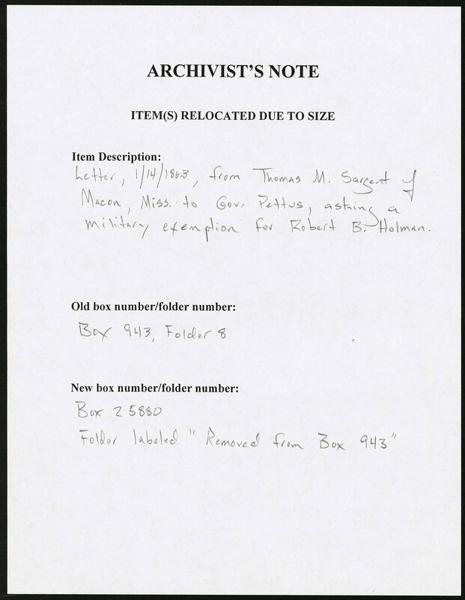 ARCHIVIST'S NOTE
ITEM(S) RELOCATED DUE TO SIZE
Item Description:
Letter, 1/14/1863, from Thomas M. Sargent of
Macon, Miss. to Gov. Pettus, asking a
military exemption for Robert B. Holman.
Old box number/folder number:
Box 943, Folder 8
New box number/folder number:
Box 25880
Folder labeled "Removed from Box 943"